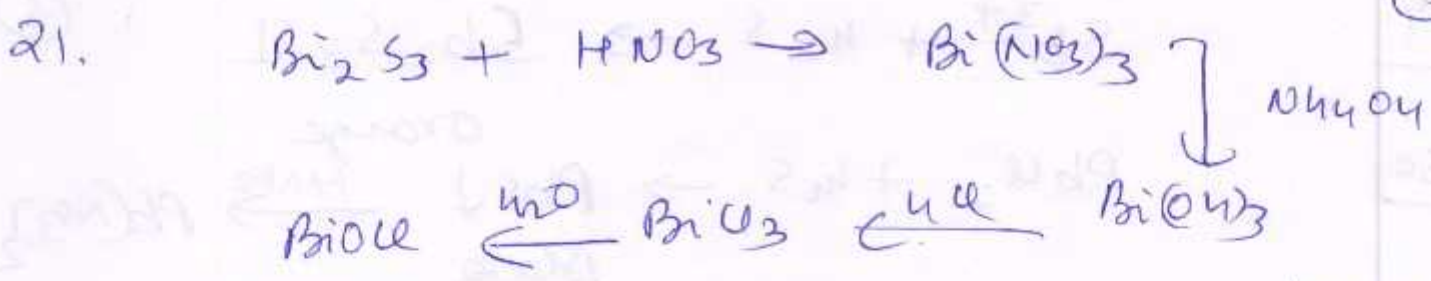 21. Bi2S3 + HNO3 → Bi(NO3)3
NH4OH
BiOCl ← H2O BiCl3 ← HCl Bi(OH)3